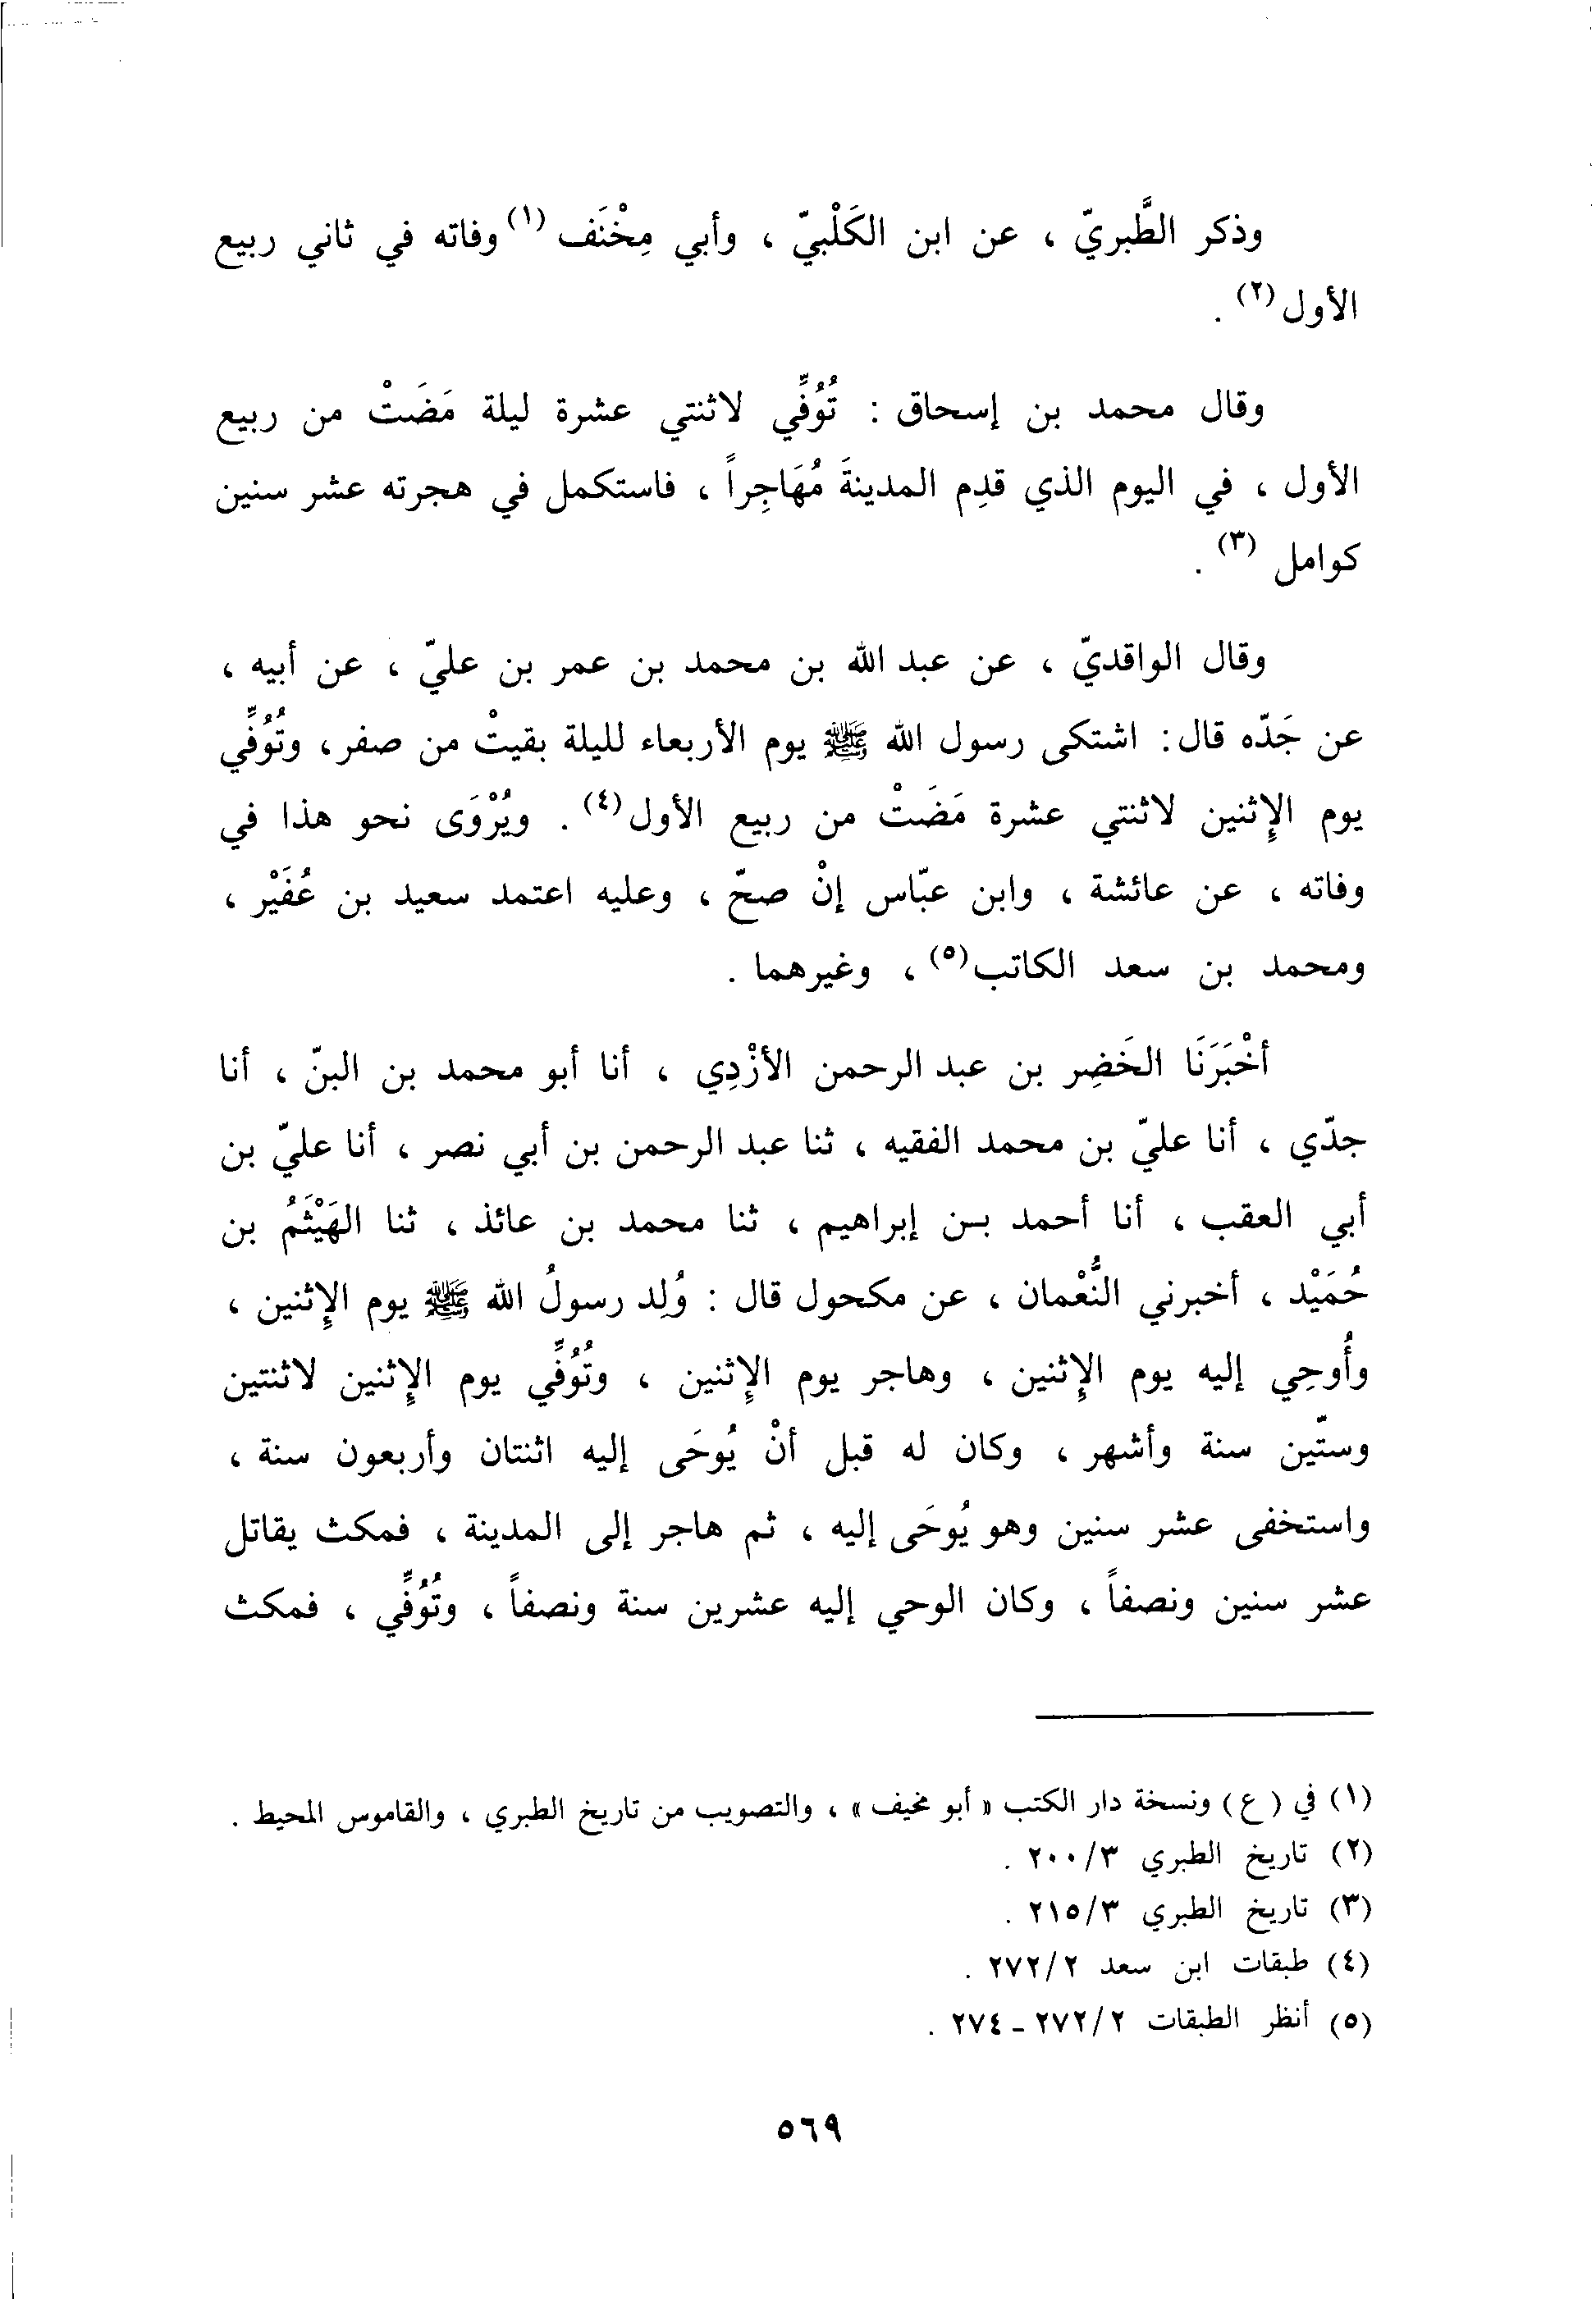 وذكر الطَّبريّ ، عن ابن الكَلْبيّ ، وأبي مِخْنَف(١) وفاته في ثاني ربيع
الأول(٢) .
وقال محمد بن إسحاق : تُوُفِّي لاثنتي عشرة ليلة مَضَتْ من ربيع
الأول ، في اليوم الذي قدِم المدينةَ مُهَاجِراً ، فاستكمل في هجرته عشر سنين
كوامل (٣) .
وقال الواقديّ ، عن عبد الله بن محمد بن عمر بن عليّ ، عن أبيه ،
عن جَدّه قال : اشتكى رسول الله ﷺ يوم الأربعاء لليلة بقيتْ من صفر، وتُوُفِّي
يوم الإِثنين لاثنتي عشرة مَضَتْ من ربيع الأول(٤) . ويُرْوَى نحو هذا في
وفاته ، عن عائشة ، وابن عبّاس إنْ صحّ ، وعليه اعتمد سعيد بن عُفَيْر ،
ومحمد بن سعد الكاتب(٥) ، وغيرهما .
أخْبَرَنَا الخَضِر بن عبد الرحمن الأزْدِي ، أنا أبو محمد بن البنّ ، أنا
جدّي ، أنا عليّ بن محمد الفقيه ، ثنا عبد الرحمن بن أبي نصر ، أنا عليّ بن
أبي العقب ، أنا أحمد بن إبراهيم ، ثنا محمد بن عائذ ، ثنا الهَيْثَمُ بن
حُمَيْد ، أخبرني النُّعْمان ، عن مكحول قال : وُلِد رسولُ الله ﷺ يوم الإِثنين ،
وأُوحِي إليه يوم الإِثنين ، وهاجر يوم الإِثنين ، وتُوُفِّي يوم الإِثنين لاثنتين
وستّين سنة وأشهر ، وكان له قبل أنْ يُوحَى إليه اثنتان وأربعون سنة ،
واستخفى عشر سنين وهو يُوحَى إليه ، ثم هاجر إلى المدينة ، فمكث يقاتل
عشر سنين ونصفاً ، وكان الوحي إليه عشرين سنة ونصفاً ، وتُوُفِّي ، فمكث
(١) في (ع) ونسخة دار الكتب « أبو مخيف » ، والتصويب من تاريخ الطبري ، والقاموس المحيط .
(٢) تاريخ الطبري ٢٠٠/٣ .
(٣) تاريخ الطبري ٢١٥/٣ .
(٤) طبقات ابن سعد ٢٧٢/٢ .
(٥) أنظر الطبقات ٢٧٢/٢ ـ ٢٧٤ .
٥٦٩